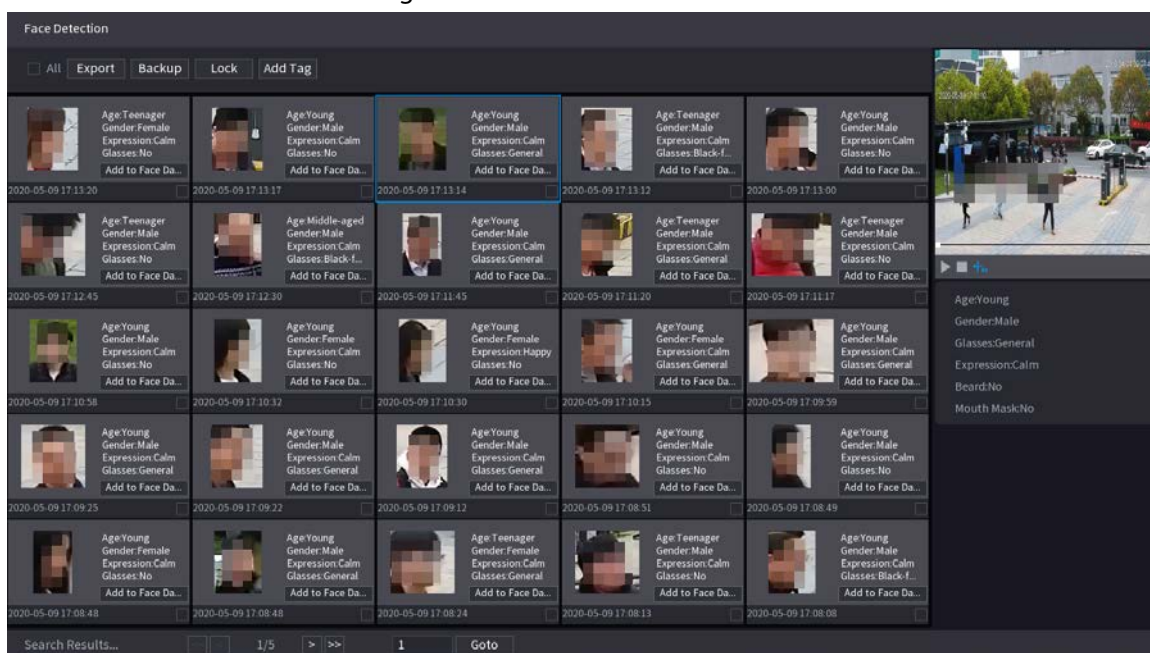 Face Detection
All Export Backup Lock Add Tag
Age:Teenager
Gender:Female
Expression:Calm
Glasses:No
Add to Face Da...
2020-05-09 17:13:20
Age:Young
Gender:Male
Expression:Calm
Glasses:No
Add to Face Da...
2020-05-09 17:13:17
Age:Young
Gender:Male
Expression:Calm
Glasses:General
Add to Face Da...
2020-05-09 17:13:14
Age:Teenager
Gender:Male
Expression:Calm
Glasses:Black-f...
Add to Face Da...
2020-05-09 17:13:12
Age:Young
Gender:Male
Expression:Calm
Glasses:No
Add to Face Da...
2020-05-09 17:13:00
Age:Teenager
Gender:Male
Expression:Calm
Glasses:No
Add to Face Da...
2020-05-09 17:12:45
Age:Middle-aged
Gender:Male
Expression:Calm
Glasses:Black-f...
Add to Face Da...
2020-05-09 17:12:30
Age:Young
Gender:Male
Expression:Calm
Glasses:General
Add to Face Da...
2020-05-09 17:11:45
Age:Teenager
Gender:Male
Expression:Calm
Glasses:General
Add to Face Da...
2020-05-09 17:11:20
Age:Teenager
Gender:Male
Expression:Calm
Glasses:No
Add to Face Da...
2020-05-09 17:11:17
Age:Young
Gender:Male
Expression:Calm
Glasses:No
Add to Face Da...
2020-05-09 17:10:58
Age:Young
Gender:Female
Expression:Calm
Glasses:No
Add to Face Da...
2020-05-09 17:10:32
Age:Young
Gender:Female
Expression:Happy
Glasses:No
Add to Face Da...
2020-05-09 17:10:30
Age:Young
Gender:Female
Expression:Calm
Glasses:General
Add to Face Da...
2020-05-09 17:10:15
Age:Young
Gender:Male
Expression:Calm
Glasses:General
Add to Face Da...
2020-05-09 17:09:59
Age:Young
Gender:Male
Expression:Calm
Glasses:General
Add to Face Da...
2020-05-09 17:09:25
Age:Young
Gender:Male
Expression:Calm
Glasses:General
Add to Face Da...
2020-05-09 17:09:22
Age:Young
Gender:Male
Expression:Calm
Glasses:General
Add to Face Da...
2020-05-09 17:09:12
Age:Young
Gender:Male
Expression:Calm
Glasses:No
Add to Face Da...
2020-05-09 17:08:51
Age:Young
Gender:Male
Expression:Calm
Glasses:No
Add to Face Da...
2020-05-09 17:08:49
Age:Young
Gender:Female
Expression:Calm
Glasses:No
Add to Face Da...
2020-05-09 17:08:48
Age:Young
Gender:Male
Expression:Calm
Glasses:General
Add to Face Da...
2020-05-09 17:08:48
Age:Teenager
Gender:Female
Expression:Calm
Glasses:General
Add to Face Da...
2020-05-09 17:08:24
Age:Teenager
Gender:Male
Expression:Calm
Glasses:No
Add to Face Da...
2020-05-09 17:08:13
Age:Young
Gender:Male
Expression:Calm
Glasses:Black-f...
Add to Face Da...
2020-05-09 17:08:08
Age:Young
Gender:Male
Glasses:General
Expression:Calm
Beard:No
Mouth Mask:No
Search Results... 1/5 > >> 1 Goto